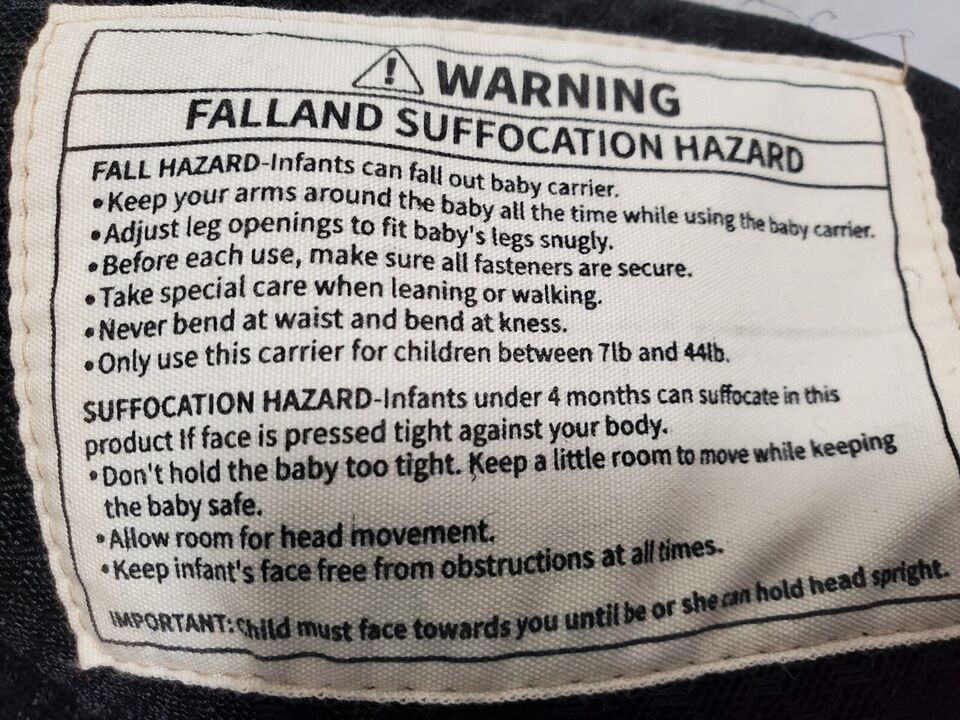 WARNING
FALLAND SUFFOCATION HAZARD
FALL HAZARD-Infants can fall out baby carrier.
•Keep your arms around the baby all the time while using the baby carrier.
•Adjust leg openings to fit baby's legs snugly.
•Before each use, make sure all fasteners are secure.
•Take special care when leaning or walking.
•Never bend at waist and bend at kness.
•Only use this carrier for children between 7lb and 44lb.
SUFFOCATION HAZARD-Infants under 4 months can suffocate in this
product If face is pressed tight against your body.
•Don't hold the baby too tight. Keep a little room to move while keeping
the baby safe.
•Allow room for head movement.
•Keep infant's face free from obstructions at all times.
IMPORTANT: Child must face towards you until be or she can hold head spright.